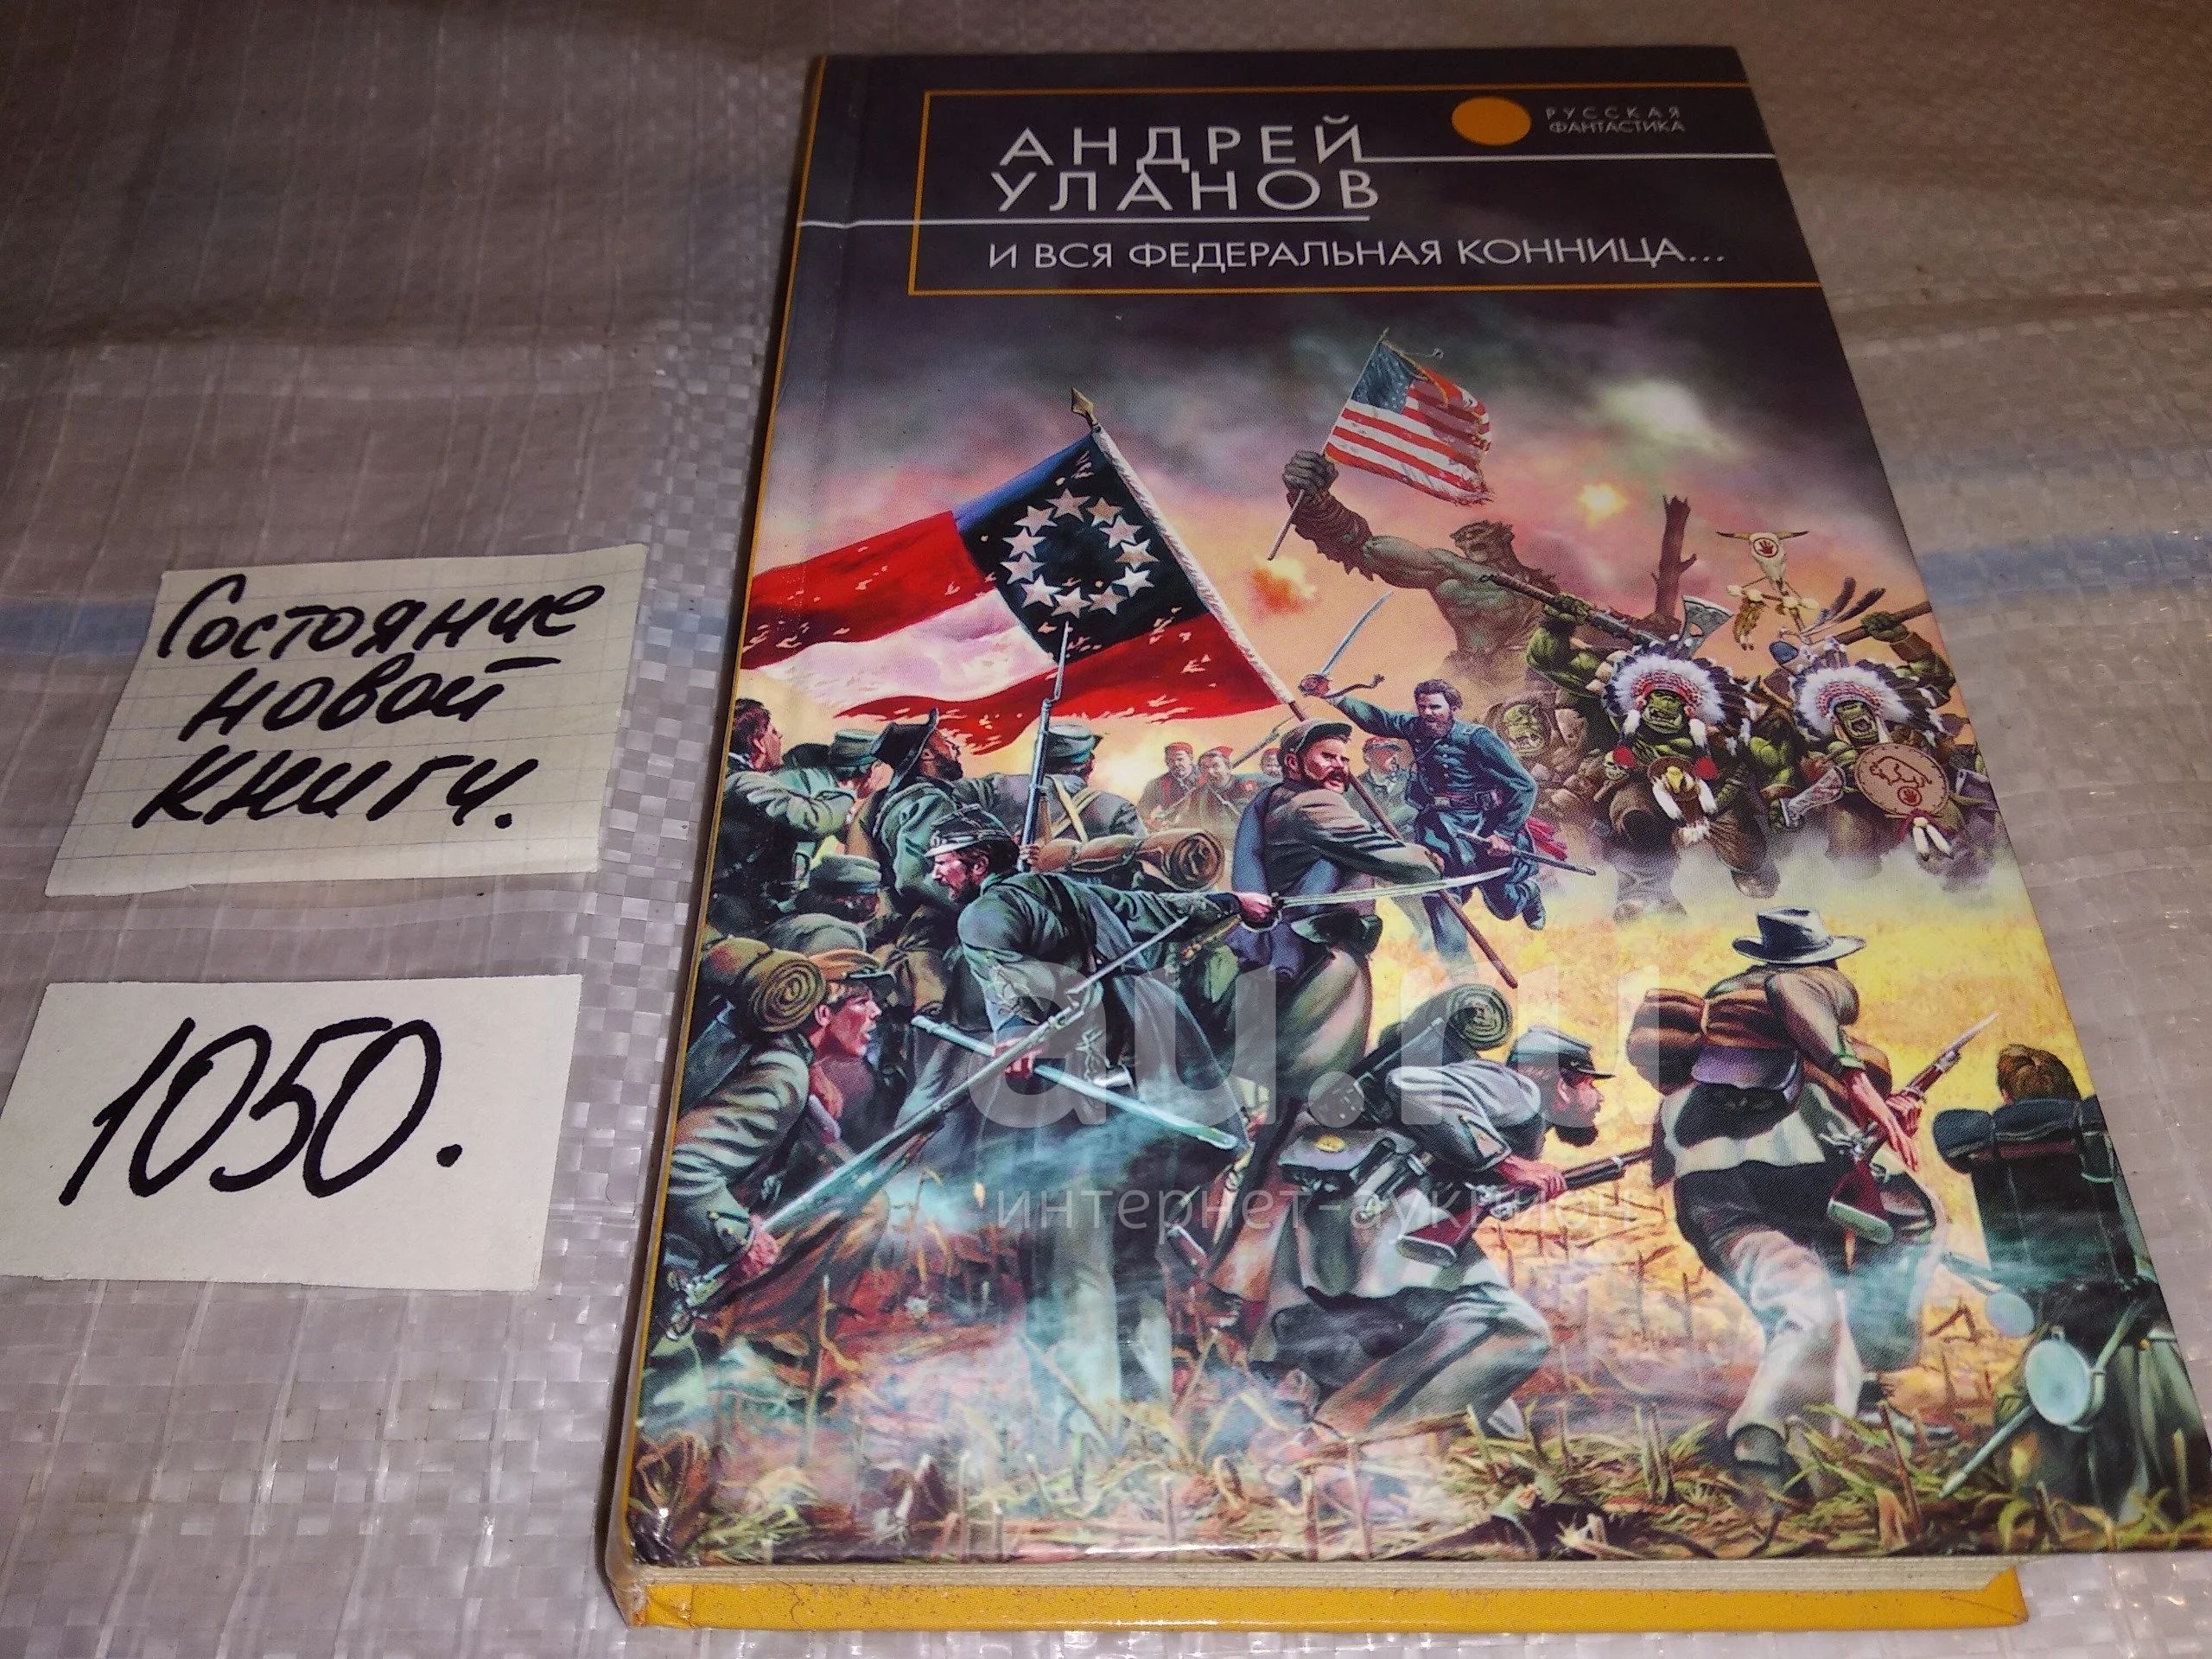 АНДРЕЙ
УЛАНОВ
РУССКАЯ
ФАНТАСТИКА
И ВСЯ ФЕДЕРАЛЬНАЯ КОННИЦА...
Состояние
новой
книги.
1050.
au.ru
интернет-аукцион